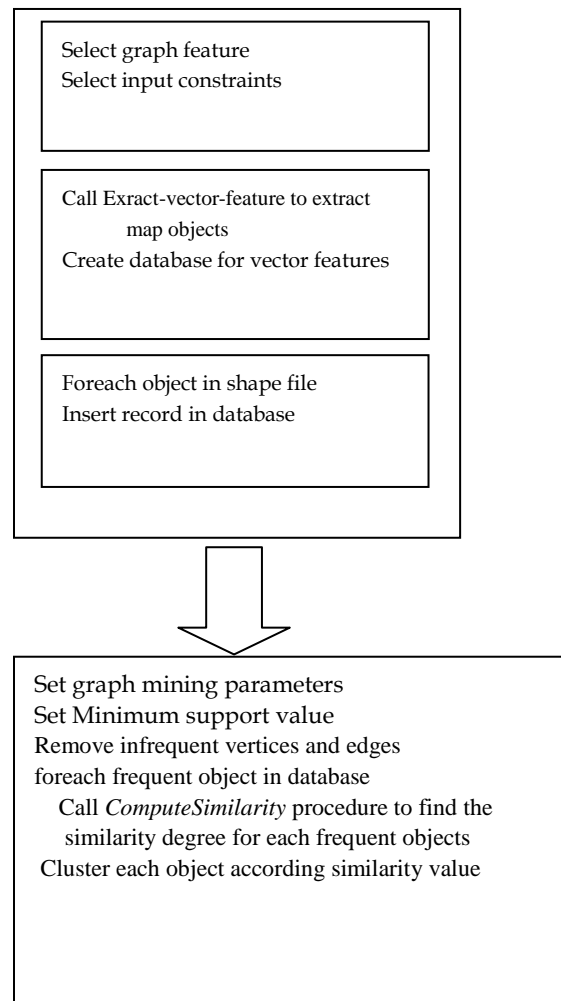 Select graph feature
Select input constraints
Call Exract-vector-feature to extract
map objects
Create database for vector features
Foreach object in shape file
Insert record in database
Set graph mining parameters
Set Minimum support value
Remove infrequent vertices and edges
foreach frequent object in database
Call ComputeSimilarity procedure to find the
similarity degree for each frequent objects
Cluster each object according similarity value